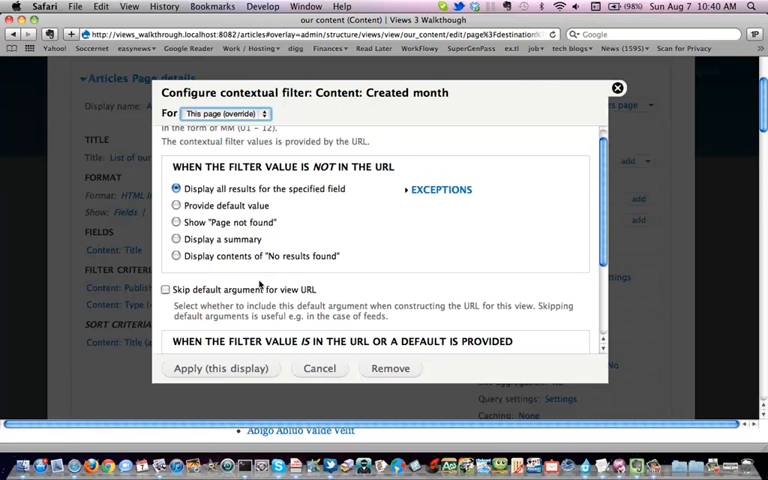 Safari File Edit View History Bookmarks Develop Window Help (98%) Sun Aug 7 10:40 AM
our content (Content) | Views 3 Walkthrough
http://views_walkthrough.localhost:8082/articles#overlay=admin/structure/views/view/our_content/edit/page%3Fdestination Google
Yahoo! Soccernet easynews Google Reader Work / Hosting digg Finances Read Later WorkFlowy SuperGenPass ex.tl job tech blogs News (1595) Scan for Privacy
Articles Page details
Configure contextual filter: Content: Created month
Display name: A
s page
For This page (override)
In the form of MM (01 - 12).
The contextual filter values is provided by the URL.
TITLE
Title: List of our
WHEN THE FILTER VALUE IS NOT IN THE URL
add
FORMAT
Display all results for the specified field
EXCEPTIONS
Format: HTML li
add
Provide default value
Show: Fields |
add
Show "Page not found"
FIELDS
Display a summary
Content: Title
Display contents of "No results found"
FILTER CRITER
Content: Publish
Skip default argument for view URL
Content: Type (
Select whether to include this default argument when constructing the URL for this view. Skipping
default arguments is useful e.g. in the case of feeds.
SORT CRITERIA
Content: Title (a
WHEN THE FILTER VALUE IS IN THE URL OR A DEFAULT IS PROVIDED
No
Apply (this display) Cancel Remove
Query settings: Settings
Caching: None
Abigo Abluo Valde Velit